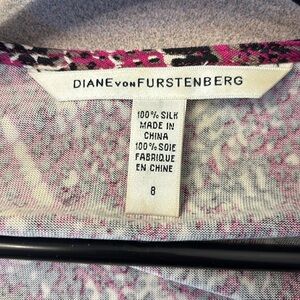 DIANE VON FURSTENBERG
100% SILK
MADE IN
CHINA
100% SOIE
FABRIQUE
EN CHINE
8